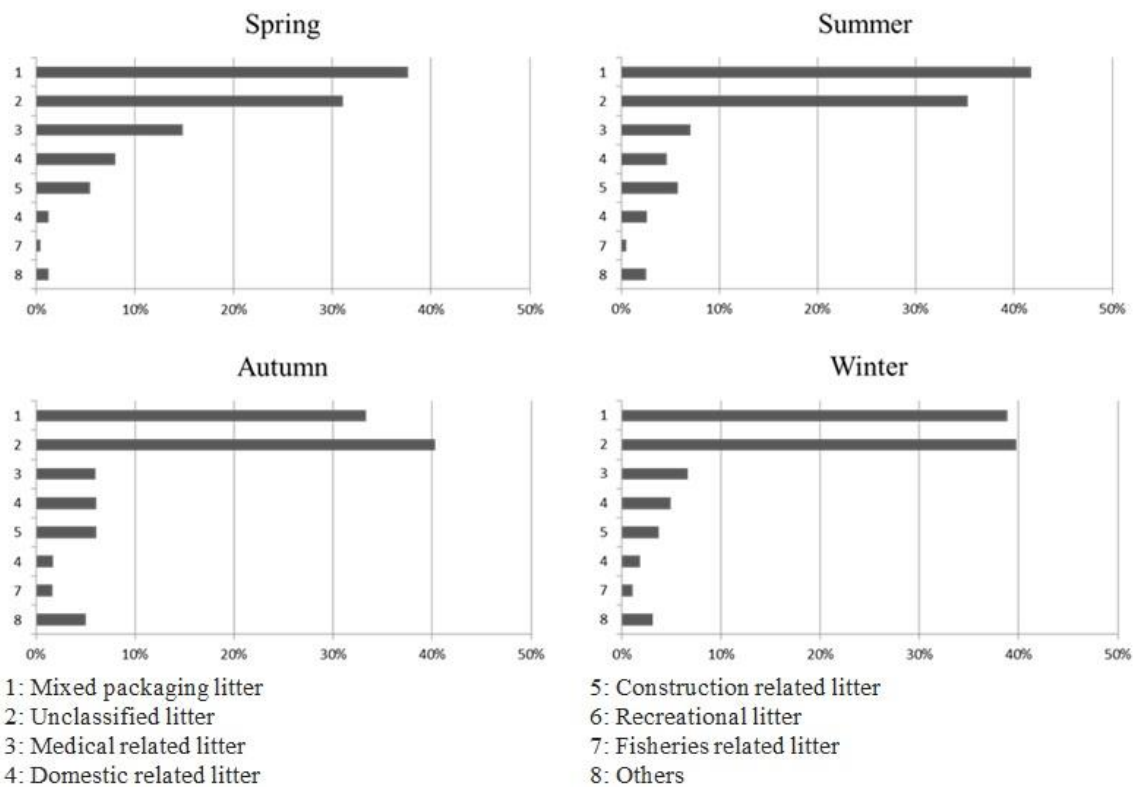 Spring
1
2
3
4
5
4
7
8
0% 10% 20% 30% 40% 50%
Summer
1
2
3
4
5
4
7
8
0% 10% 20% 30% 40% 50%
Autumn
1
2
3
4
5
4
7
8
0% 10% 20% 30% 40% 50%
Winter
1
2
3
4
5
4
7
8
0% 10% 20% 30% 40% 50%
1: Mixed packaging litter
2: Unclassified litter
3: Medical related litter
4: Domestic related litter
5: Construction related litter
6: Recreational litter
7: Fisheries related litter
8: Others